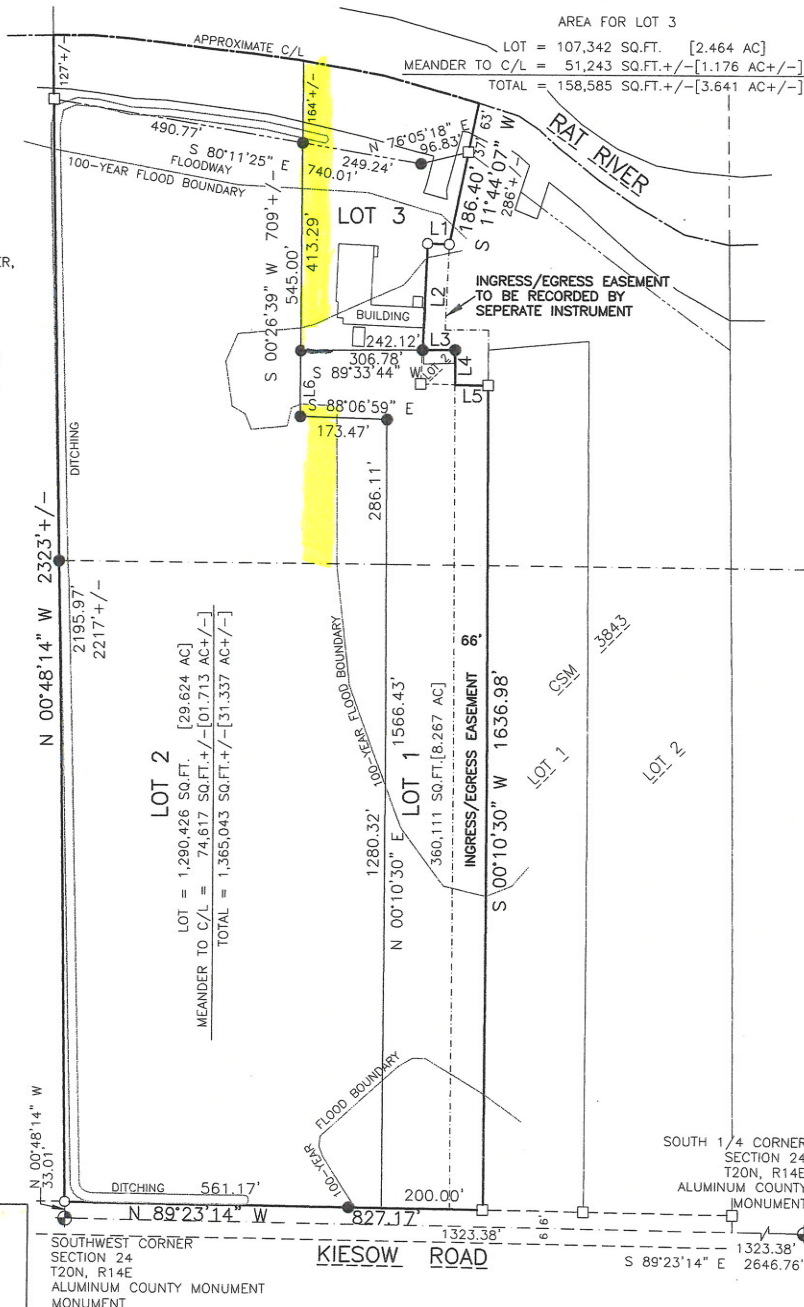 AREA FOR LOT 3
LOT = 107,342 SQ.FT. [2.464 AC]
MEANDER TO C/L = 51,243 SQ.FT.+/-[1.176 AC+/-]
TOTAL = 158,585 SQ.FT.+/-[3.641 AC+/-]
APPROXIMATE C/L
127'+/-
164'+/-
RAT RIVER
490.77'
S 80°11'25" E
740.01'
249.24'
N 76°05'18" E
96.83'
63'
37'
FLOODWAY
100-YEAR FLOOD BOUNDARY
LOT 3
186.40'
S 11°44'07" W
286'+/-
L1
L2
INGRESS/EGRESS EASEMENT
TO BE RECORDED BY
SEPERATE INSTRUMENT
S 00°26'39" W 709'+/-
545.00'
413.29'
ER,
BUILDING
242.12'
L3
306.78'
S 89°33'44" W
LOT 2
L4
L5
L6
S 88°06'59" E
173.47'
286.11'
DITCHING
N 00°48'14" W 2323'+/-
2195.97'
2217'+/-
LOT 2
LOT = 1,290,426 SQ.FT. [29.624 AC]
MEANDER TO C/L = 74,617 SQ.FT.+/-[01.713 AC+/-]
TOTAL = 1,365,043 SQ.FT.+/-[31.337 AC+/-]
100-YEAR FLOOD BOUNDARY
1280.32'
N 00°10'30" E 1566.43'
LOT 1
360,111 SQ.FT.[8.267 AC]
66'
INGRESS/EGRESS EASEMENT
S 00°10'30" W 1636.98'
CSM 3843
LOT 1
LOT 2
100-YEAR FLOOD BOUNDARY
N 00°48'14" W
33.01'
DITCHING
561.17'
200.00'
N 89°23'14" W 827.17'
SOUTH 1/4 CORNER
SECTION 24
T20N, R14E
ALUMINUM COUNTY
MONUMENT
1323.38'
1323.38'
S 89°23'14" E 2646.76'
SOUTHWEST CORNER
SECTION 24
T20N, R14E
ALUMINUM COUNTY MONUMENT
MONUMENT
KIESOW ROAD